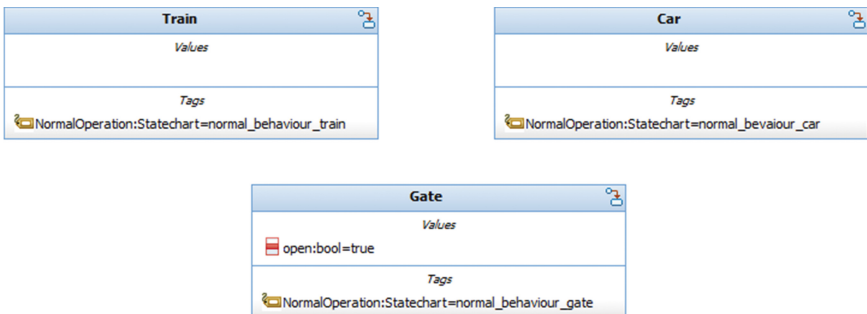 Train
Values
Tags
NormalOperation:Statechart=normal_behaviour_train
Car
Values
Tags
NormalOperation:Statechart=normal_bevaiour_car
Gate
Values
open:bool=true
Tags
NormalOperation:Statechart=normal_behaviour_gate